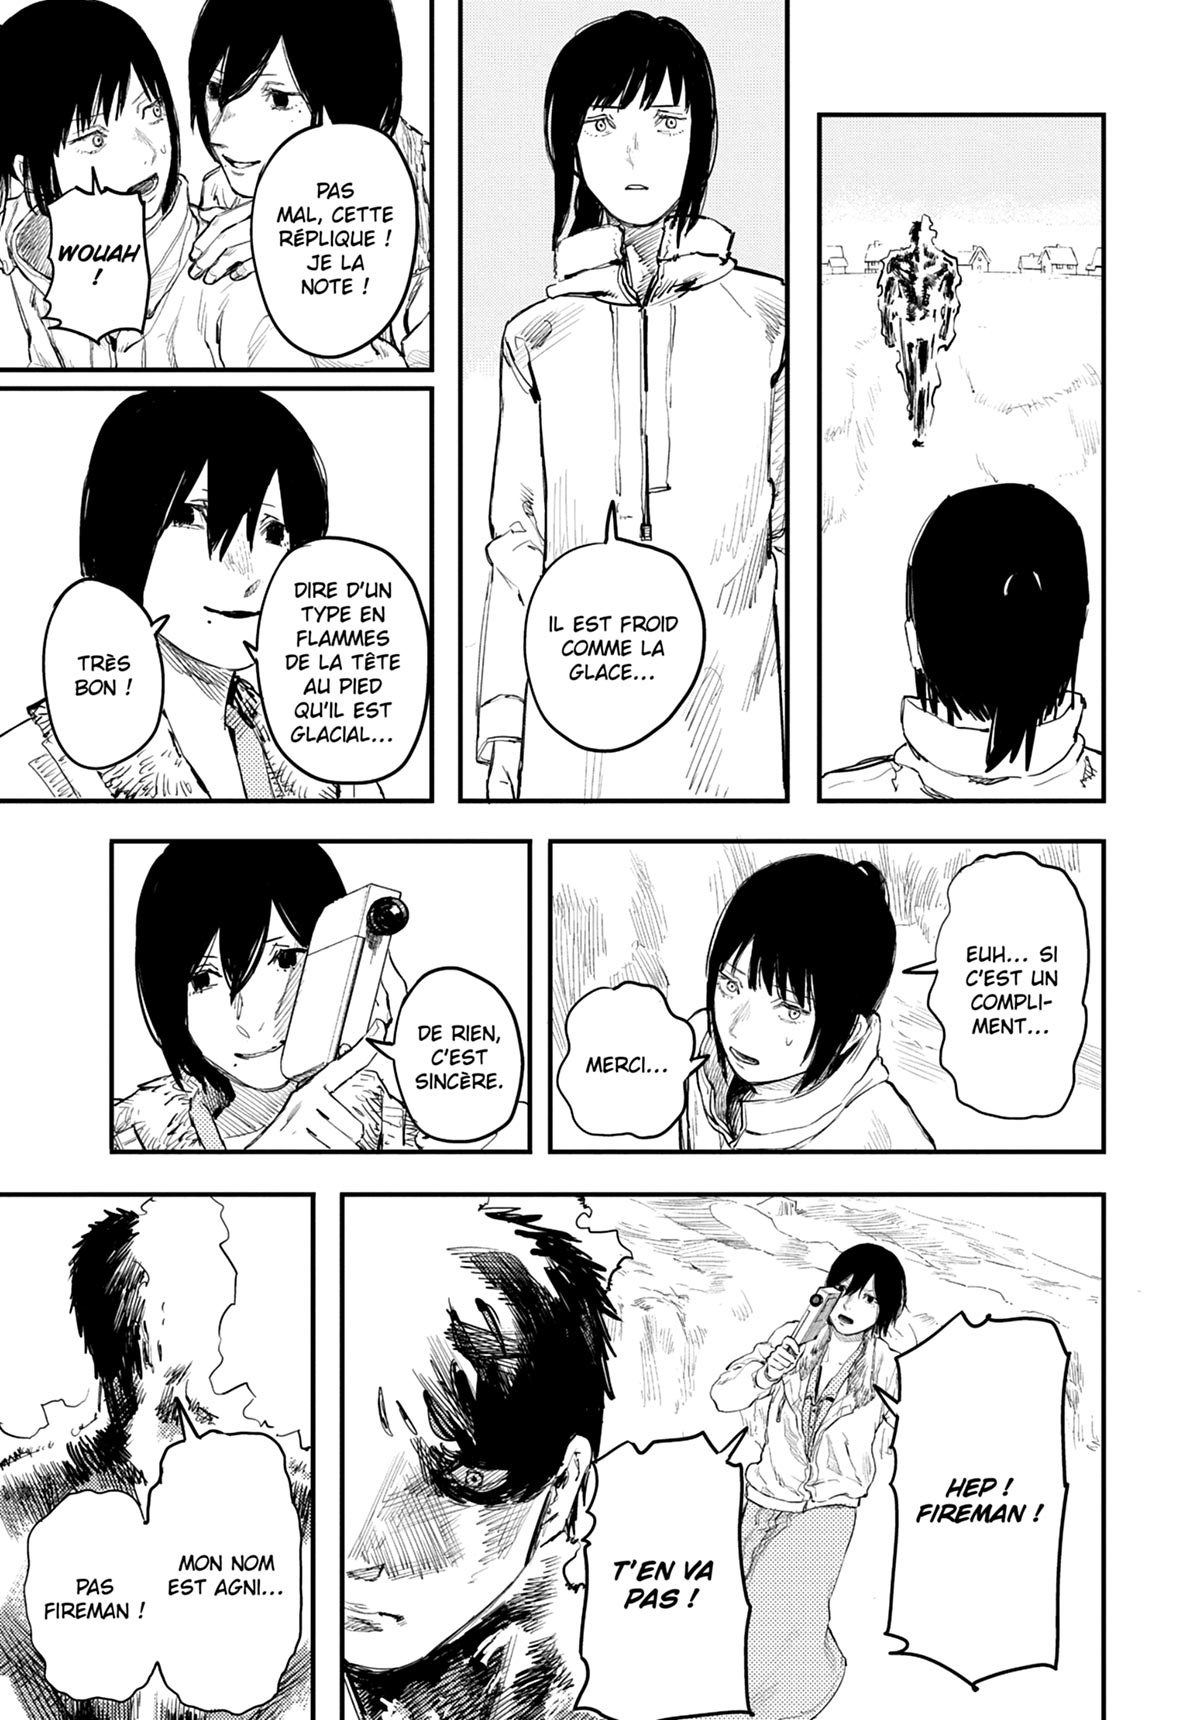 IL EST FROID
COMME LA
GLACE...
PAS
MAL, CETTE
RÉPLIQUE !
JE LA
NOTE !
WOUAH
!
DIRE D'UN
TYPE EN
FLAMMES
DE LA TÊTE
AU PIED
QU'IL EST
GLACIAL...
TRÈS
BON !
EUH... SI
C'EST UN
COMPLI-
MENT...
MERCI...
DE RIEN,
C'EST
SINCÈRE.
HEP !
FIREMAN !
T'EN VA
PAS !
MON NOM
EST AGNI...
PAS
FIREMAN !